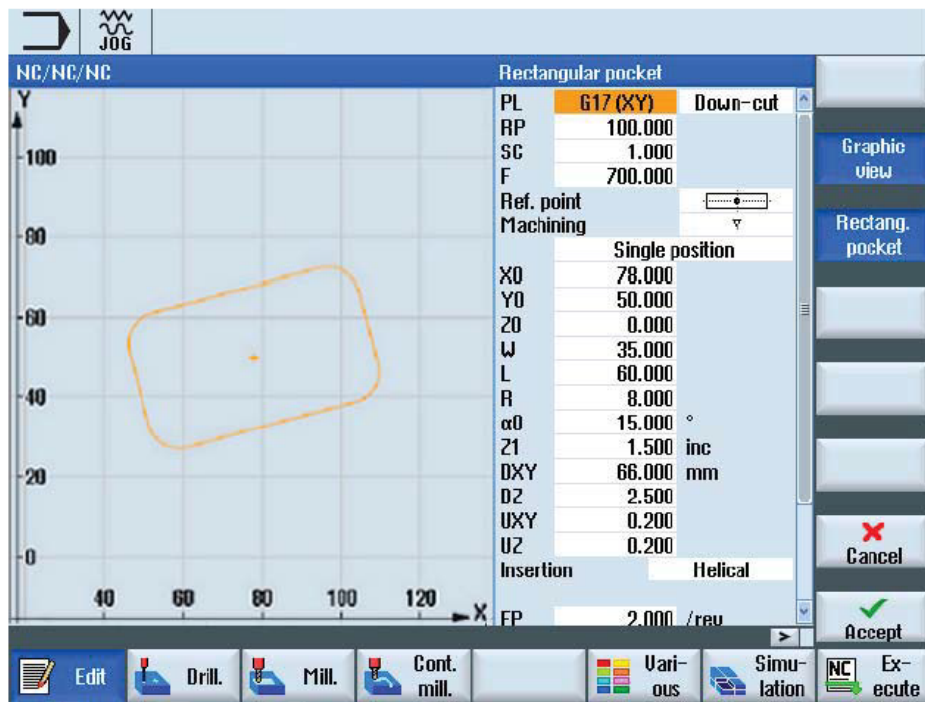 JOG
NC/NC/NC
Y
100
80
60
40
20
0
40 60 80 100 120 X
Rectangular pocket
PL G17 (XY) Down-cut
RP 100.000
SC 1.000
F 700.000
Ref. point
Machining ▽
Single position
X0 78.000
Y0 50.000
Z0 0.000
W 35.000
L 60.000
R 8.000
α0 15.000 °
Z1 1.500 inc
DXY 66.000 mm
DZ 2.500
UXY 0.200
UZ 0.200
Insertion Helical
EP 2.000 /rev
Graphic
view
Rectang.
pocket
Cancel
Accept
>
Edit
Drill.
Mill.
Cont.
mill.
Vari-
ous
Simu-
lation
NC Ex-
ecute